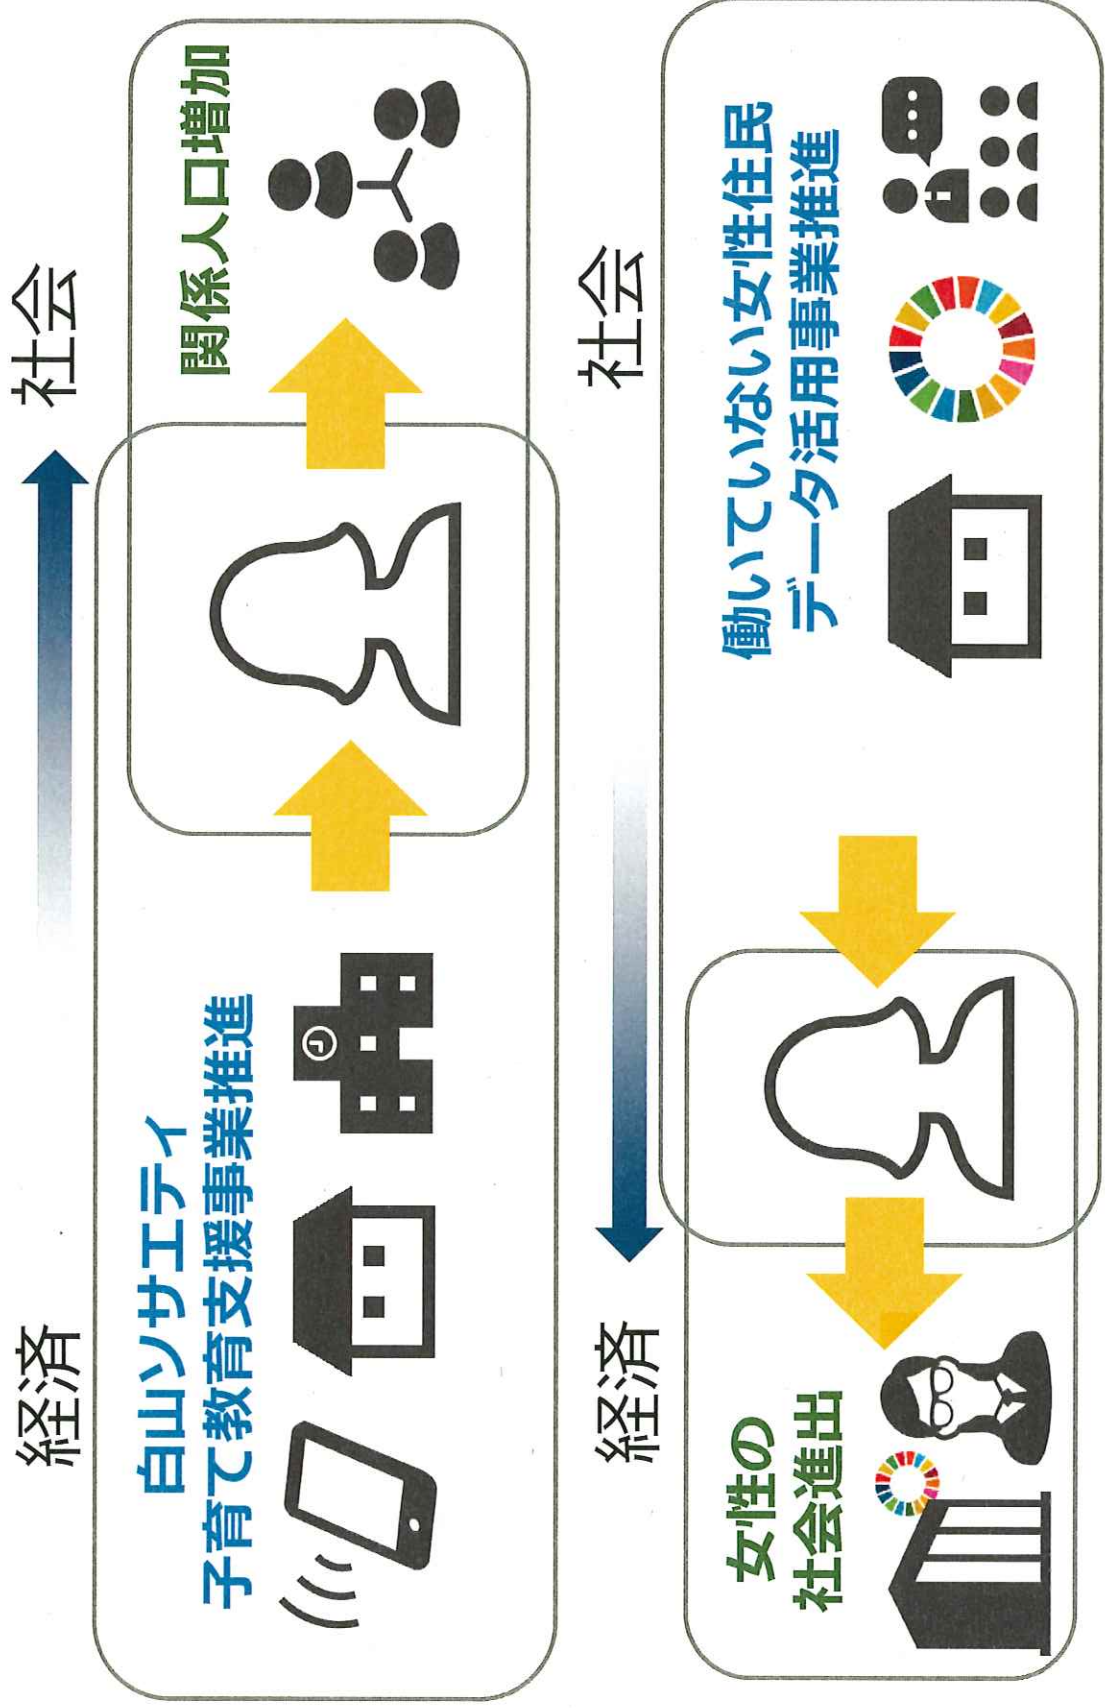 経済
社会
白山ソサエティ
子育て教育支援事業推進
関係人口増加
経済
社会
女性の
社会進出
働いていない女性住民
データ活用事業推進